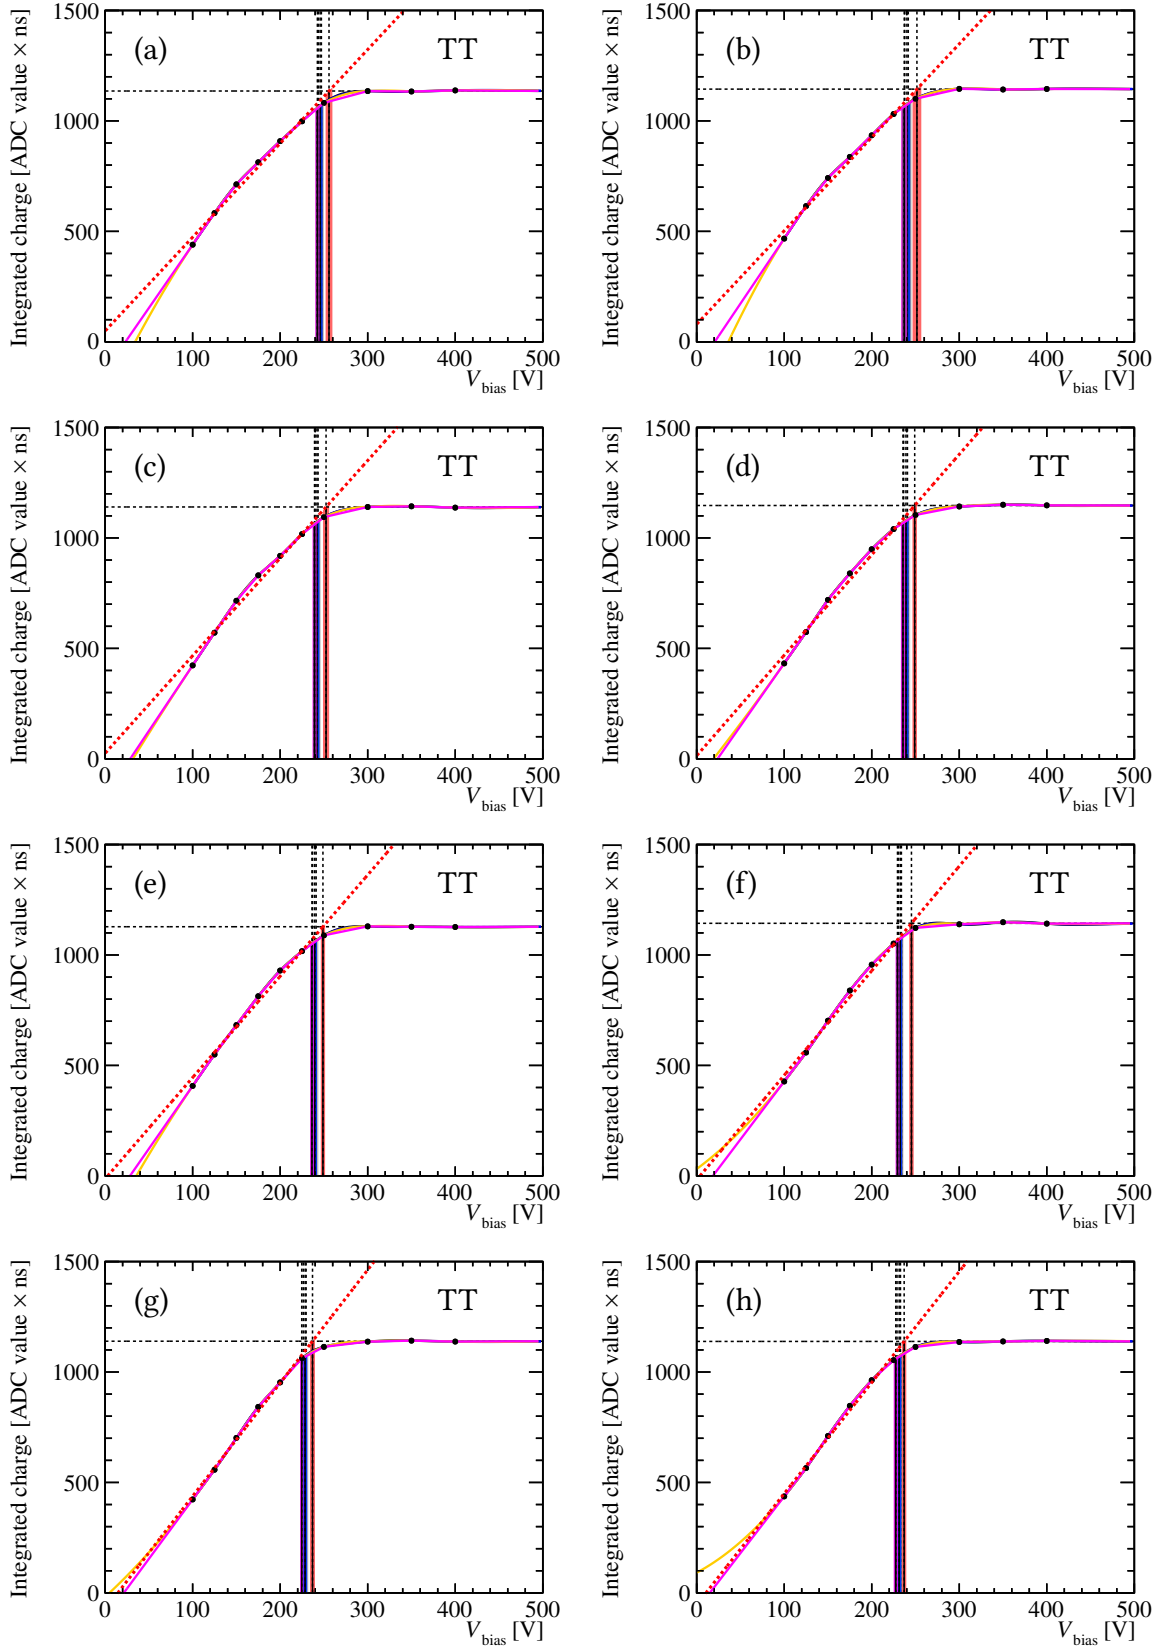 1500
(a)
TT
1000
500
0
0 100 200 300 400 500
Integrated charge [ADC value × ns]
V_bias [V]
1500
(b)
TT
1000
500
0
0 100 200 300 400 500
Integrated charge [ADC value × ns]
V_bias [V]
1500
(c)
TT
1000
500
0
0 100 200 300 400 500
Integrated charge [ADC value × ns]
V_bias [V]
1500
(d)
TT
1000
500
0
0 100 200 300 400 500
Integrated charge [ADC value × ns]
V_bias [V]
1500
(e)
TT
1000
500
0
0 100 200 300 400 500
Integrated charge [ADC value × ns]
V_bias [V]
1500
(f)
TT
1000
500
0
0 100 200 300 400 500
Integrated charge [ADC value × ns]
V_bias [V]
1500
(g)
TT
1000
500
0
0 100 200 300 400 500
Integrated charge [ADC value × ns]
V_bias [V]
1500
(h)
TT
1000
500
0
0 100 200 300 400 500
Integrated charge [ADC value × ns]
V_bias [V]